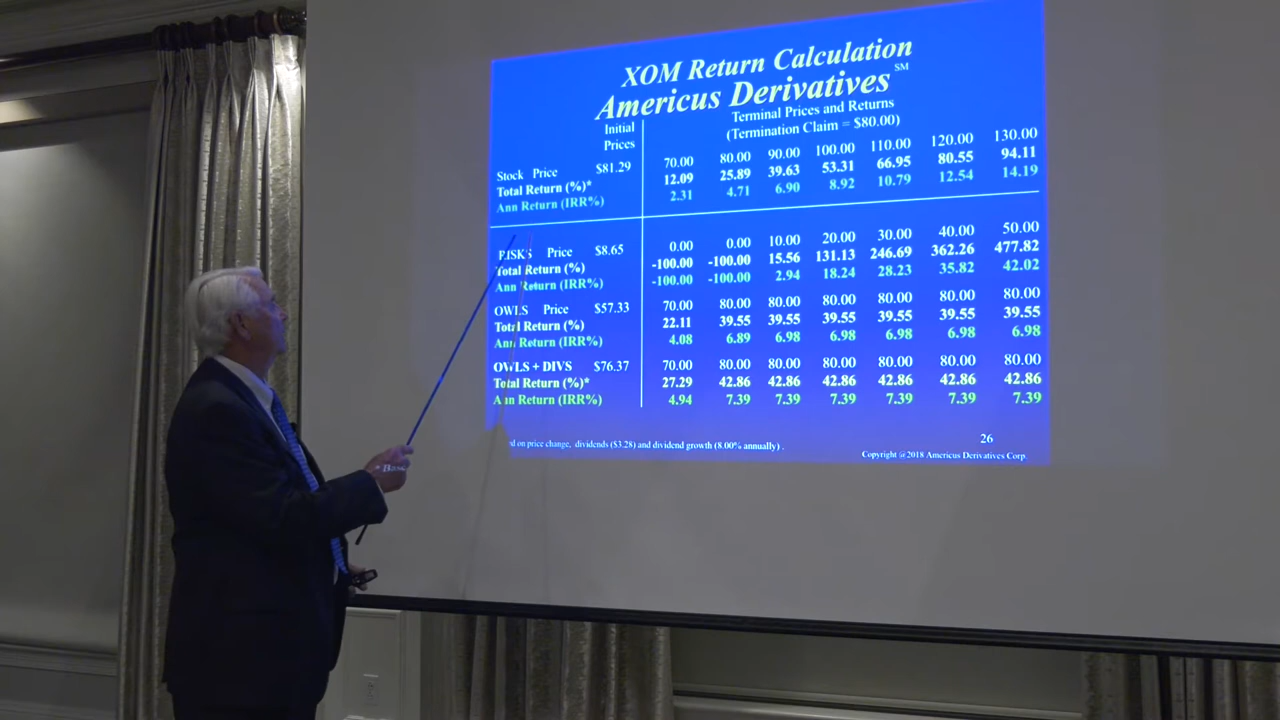 XOM Return Calculation
Americus Derivatives SM
Initial Prices
Terminal Prices and Returns
(Termination Claim = $80.00)
Stock Price $81.29 70.00 80.00 90.00 100.00 110.00 120.00 130.00
Total Return (%)* 12.09 25.89 39.63 53.31 66.95 80.55 94.11
Ann Return (IRR%) 2.31 4.71 6.90 8.92 10.79 12.54 14.19
RISKS Price $8.65 0.00 0.00 10.00 20.00 30.00 40.00 50.00
Total Return (%) -100.00 -100.00 15.56 131.13 246.69 362.26 477.82
Ann Return (IRR%) -100.00 -100.00 2.94 18.24 28.23 35.82 42.02
OWLS Price $57.33 70.00 80.00 80.00 80.00 80.00 80.00 80.00
Total Return (%) 22.11 39.55 39.55 39.55 39.55 39.55 39.55
Ann Return (IRR%) 4.08 6.89 6.98 6.98 6.98 6.98 6.98
OWLS + DIVS $76.37 70.00 80.00 80.00 80.00 80.00 80.00 80.00
Total Return (%)* 27.29 42.86 42.86 42.86 42.86 42.86 42.86
Ann Return (IRR%) 4.94 7.39 7.39 7.39 7.39 7.39 7.39
on price change, dividends ($3.28) and dividend growth (8.00% annually) .
26
Copyright @2018 Americus Derivatives Corp.